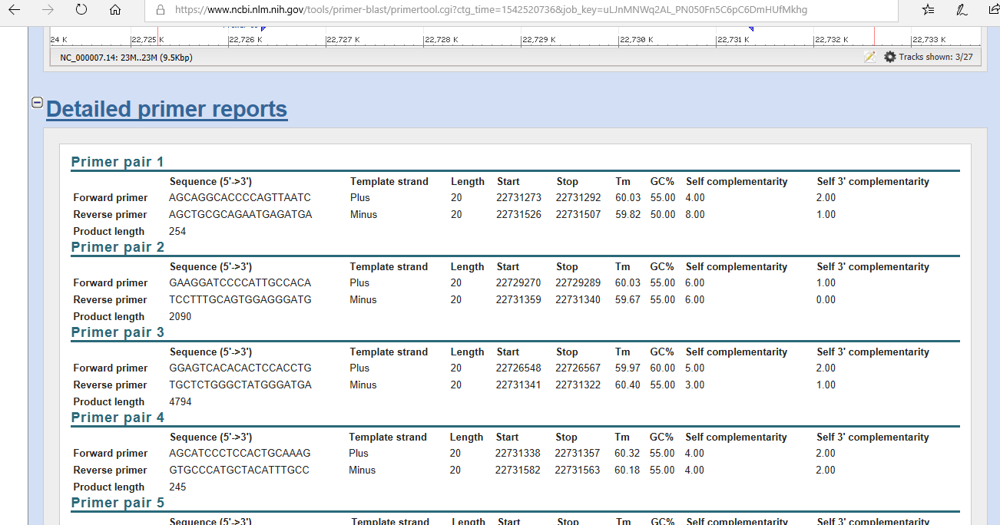 https://www.ncbi.nlm.nih.gov/tools/primer-blast/primertool.cgi?ctg_time=1542520736&job_key=uLJnMNWq2AL_PN050Fn5C6pC6DmHUfMkhg
24 K 22,725 K 22,726 K 22,727 K 22,728 K 22,729 K 22,730 K 22,731 K 22,732 K 22,733 K
NC_000007.14: 23M..23M (9.5Kbp) Tracks shown: 3/27
Detailed primer reports
Primer pair 1
Sequence (5'->3') Template strand Length Start Stop Tm GC% Self complementarity Self 3' complementarity
Forward primer AGCAGGCACCCCAGTTAATC Plus 20 22731273 22731292 60.03 55.00 4.00 2.00
Reverse primer AGCTGCGCAGAATGAGATGA Minus 20 22731526 22731507 59.82 50.00 8.00 1.00
Product length 254
Primer pair 2
Sequence (5'->3') Template strand Length Start Stop Tm GC% Self complementarity Self 3' complementarity
Forward primer GAAGGATCCCCATTGCCACA Plus 20 22729270 22729289 60.03 55.00 6.00 1.00
Reverse primer TCCTTTGCAGTGGAGGGATG Minus 20 22731359 22731340 59.67 55.00 6.00 0.00
Product length 2090
Primer pair 3
Sequence (5'->3') Template strand Length Start Stop Tm GC% Self complementarity Self 3' complementarity
Forward primer GGAGTCACACACTCCACCTG Plus 20 22726548 22726567 59.97 60.00 5.00 2.00
Reverse primer TGCTCTGGGCTATGGGATGA Minus 20 22731341 22731322 60.40 55.00 3.00 1.00
Product length 4794
Primer pair 4
Sequence (5'->3') Template strand Length Start Stop Tm GC% Self complementarity Self 3' complementarity
Forward primer AGCATCCCTCCACTGCAAAG Plus 20 22731338 22731357 60.32 55.00 4.00 2.00
Reverse primer GTGCCCATGCTACATTTGCC Minus 20 22731582 22731563 60.18 55.00 4.00 2.00
Product length 245
Primer pair 5
Sequence (5'->3') Template strand Length Start Stop Tm GC% Self complementarity Self 3' complementarity